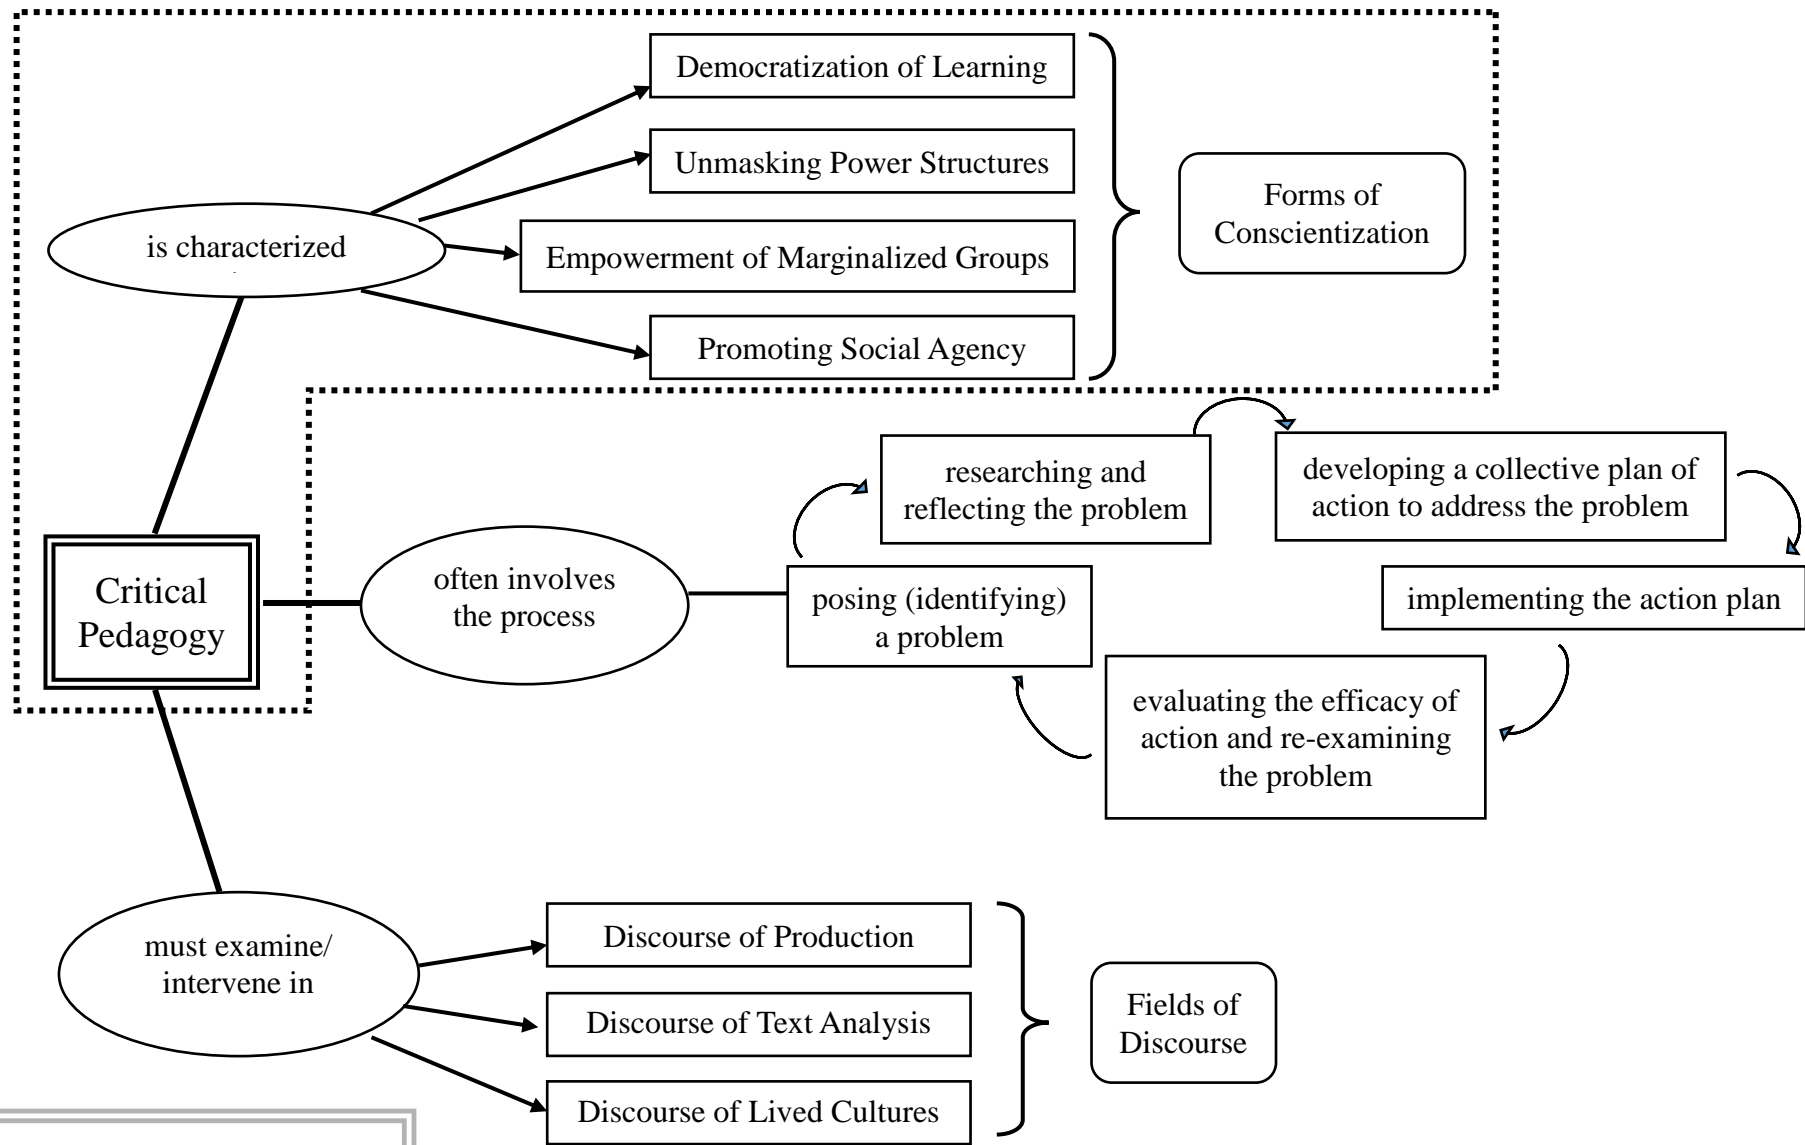 Democratization of Learning
Unmasking Power Structures
Empowerment of Marginalized Groups
Promoting Social Agency
Forms of
Conscientization
is characterized
researching and
reflecting the problem
developing a collective plan of
action to address the problem
Critical
Pedagogy
often involves
the process
posing (identifying)
a problem
implementing the action plan
evaluating the efficacy of
action and re-examining
the problem
must examine/
intervene in
Discourse of Production
Discourse of Text Analysis
Discourse of Lived Cultures
Fields of
Discourse